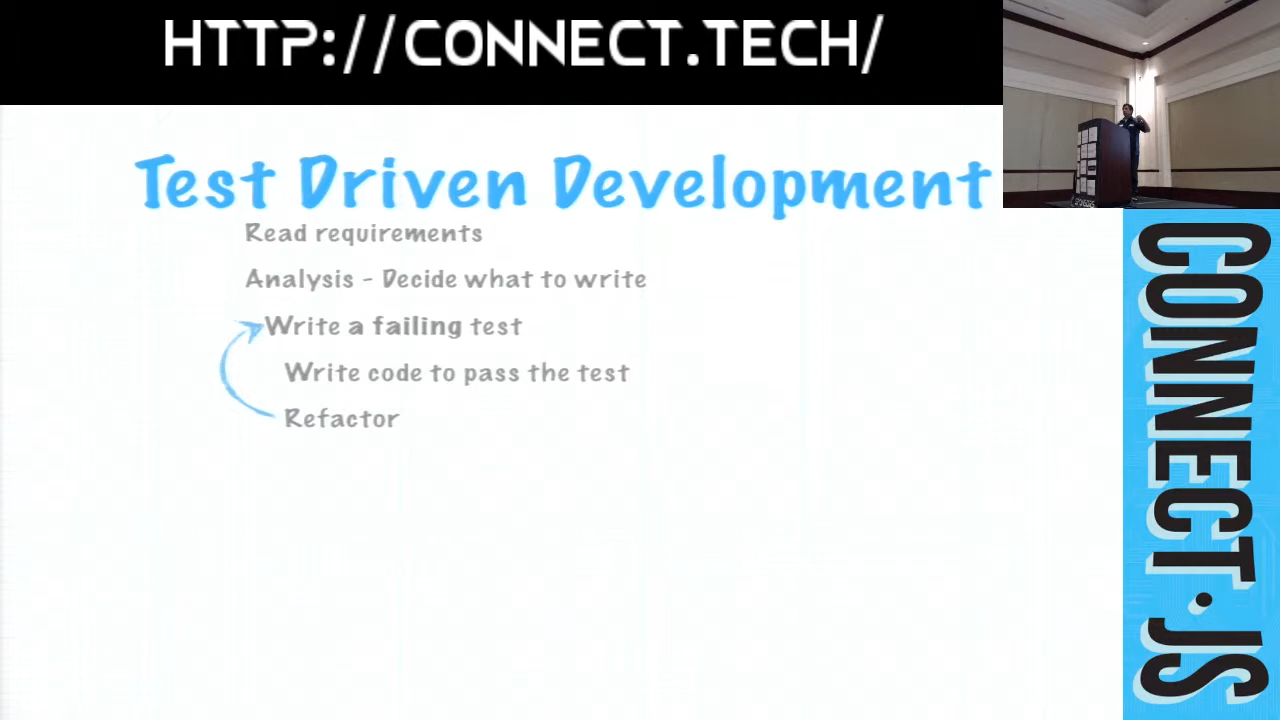 HTTP://CONNECT.TECH/
Test Driven Development
Read requirements
Analysis - Decide what to write
Write a failing test
Write code to pass the test
Refactor
CONNECT.JS